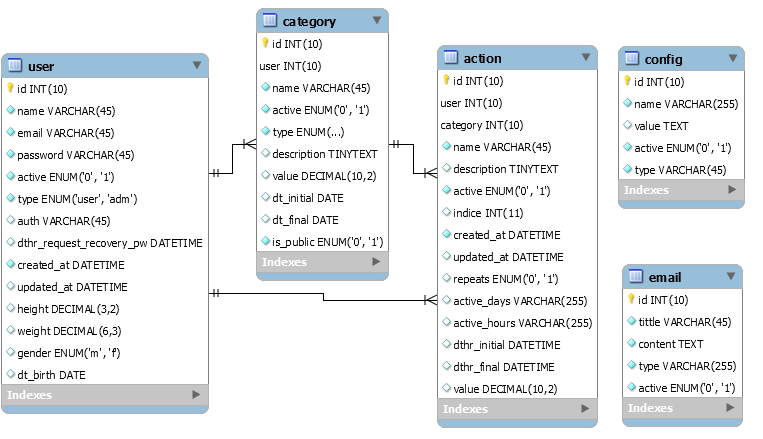 user
id INT(10)
name VARCHAR(45)
email VARCHAR(45)
password VARCHAR(45)
active ENUM('0', '1')
type ENUM('user', 'adm')
auth VARCHAR(45)
dthr_request_recovery_pw DATETIME
created_at DATETIME
updated_at DATETIME
height DECIMAL(3,2)
weight DECIMAL(6,3)
gender ENUM('m', 'f')
dt_birth DATE
Indexes
category
id INT(10)
user INT(10)
name VARCHAR(45)
active ENUM('0', '1')
type ENUM(...)
description TINYTEXT
value DECIMAL(10,2)
dt_initial DATE
dt_final DATE
is_public ENUM('0', '1')
Indexes
action
id INT(10)
user INT(10)
category INT(10)
name VARCHAR(45)
description TINYTEXT
active ENUM('0', '1')
indice INT(11)
created_at DATETIME
updated_at DATETIME
repeats ENUM('0', '1')
active_days VARCHAR(255)
active_hours VARCHAR(255)
dthr_initial DATETIME
dthr_final DATETIME
value DECIMAL(10,2)
Indexes
config
id INT(10)
name VARCHAR(255)
value TEXT
active ENUM('0', '1')
type VARCHAR(45)
Indexes
email
id INT(10)
tittle VARCHAR(45)
content TEXT
type VARCHAR(255)
active ENUM('0', '1')
Indexes